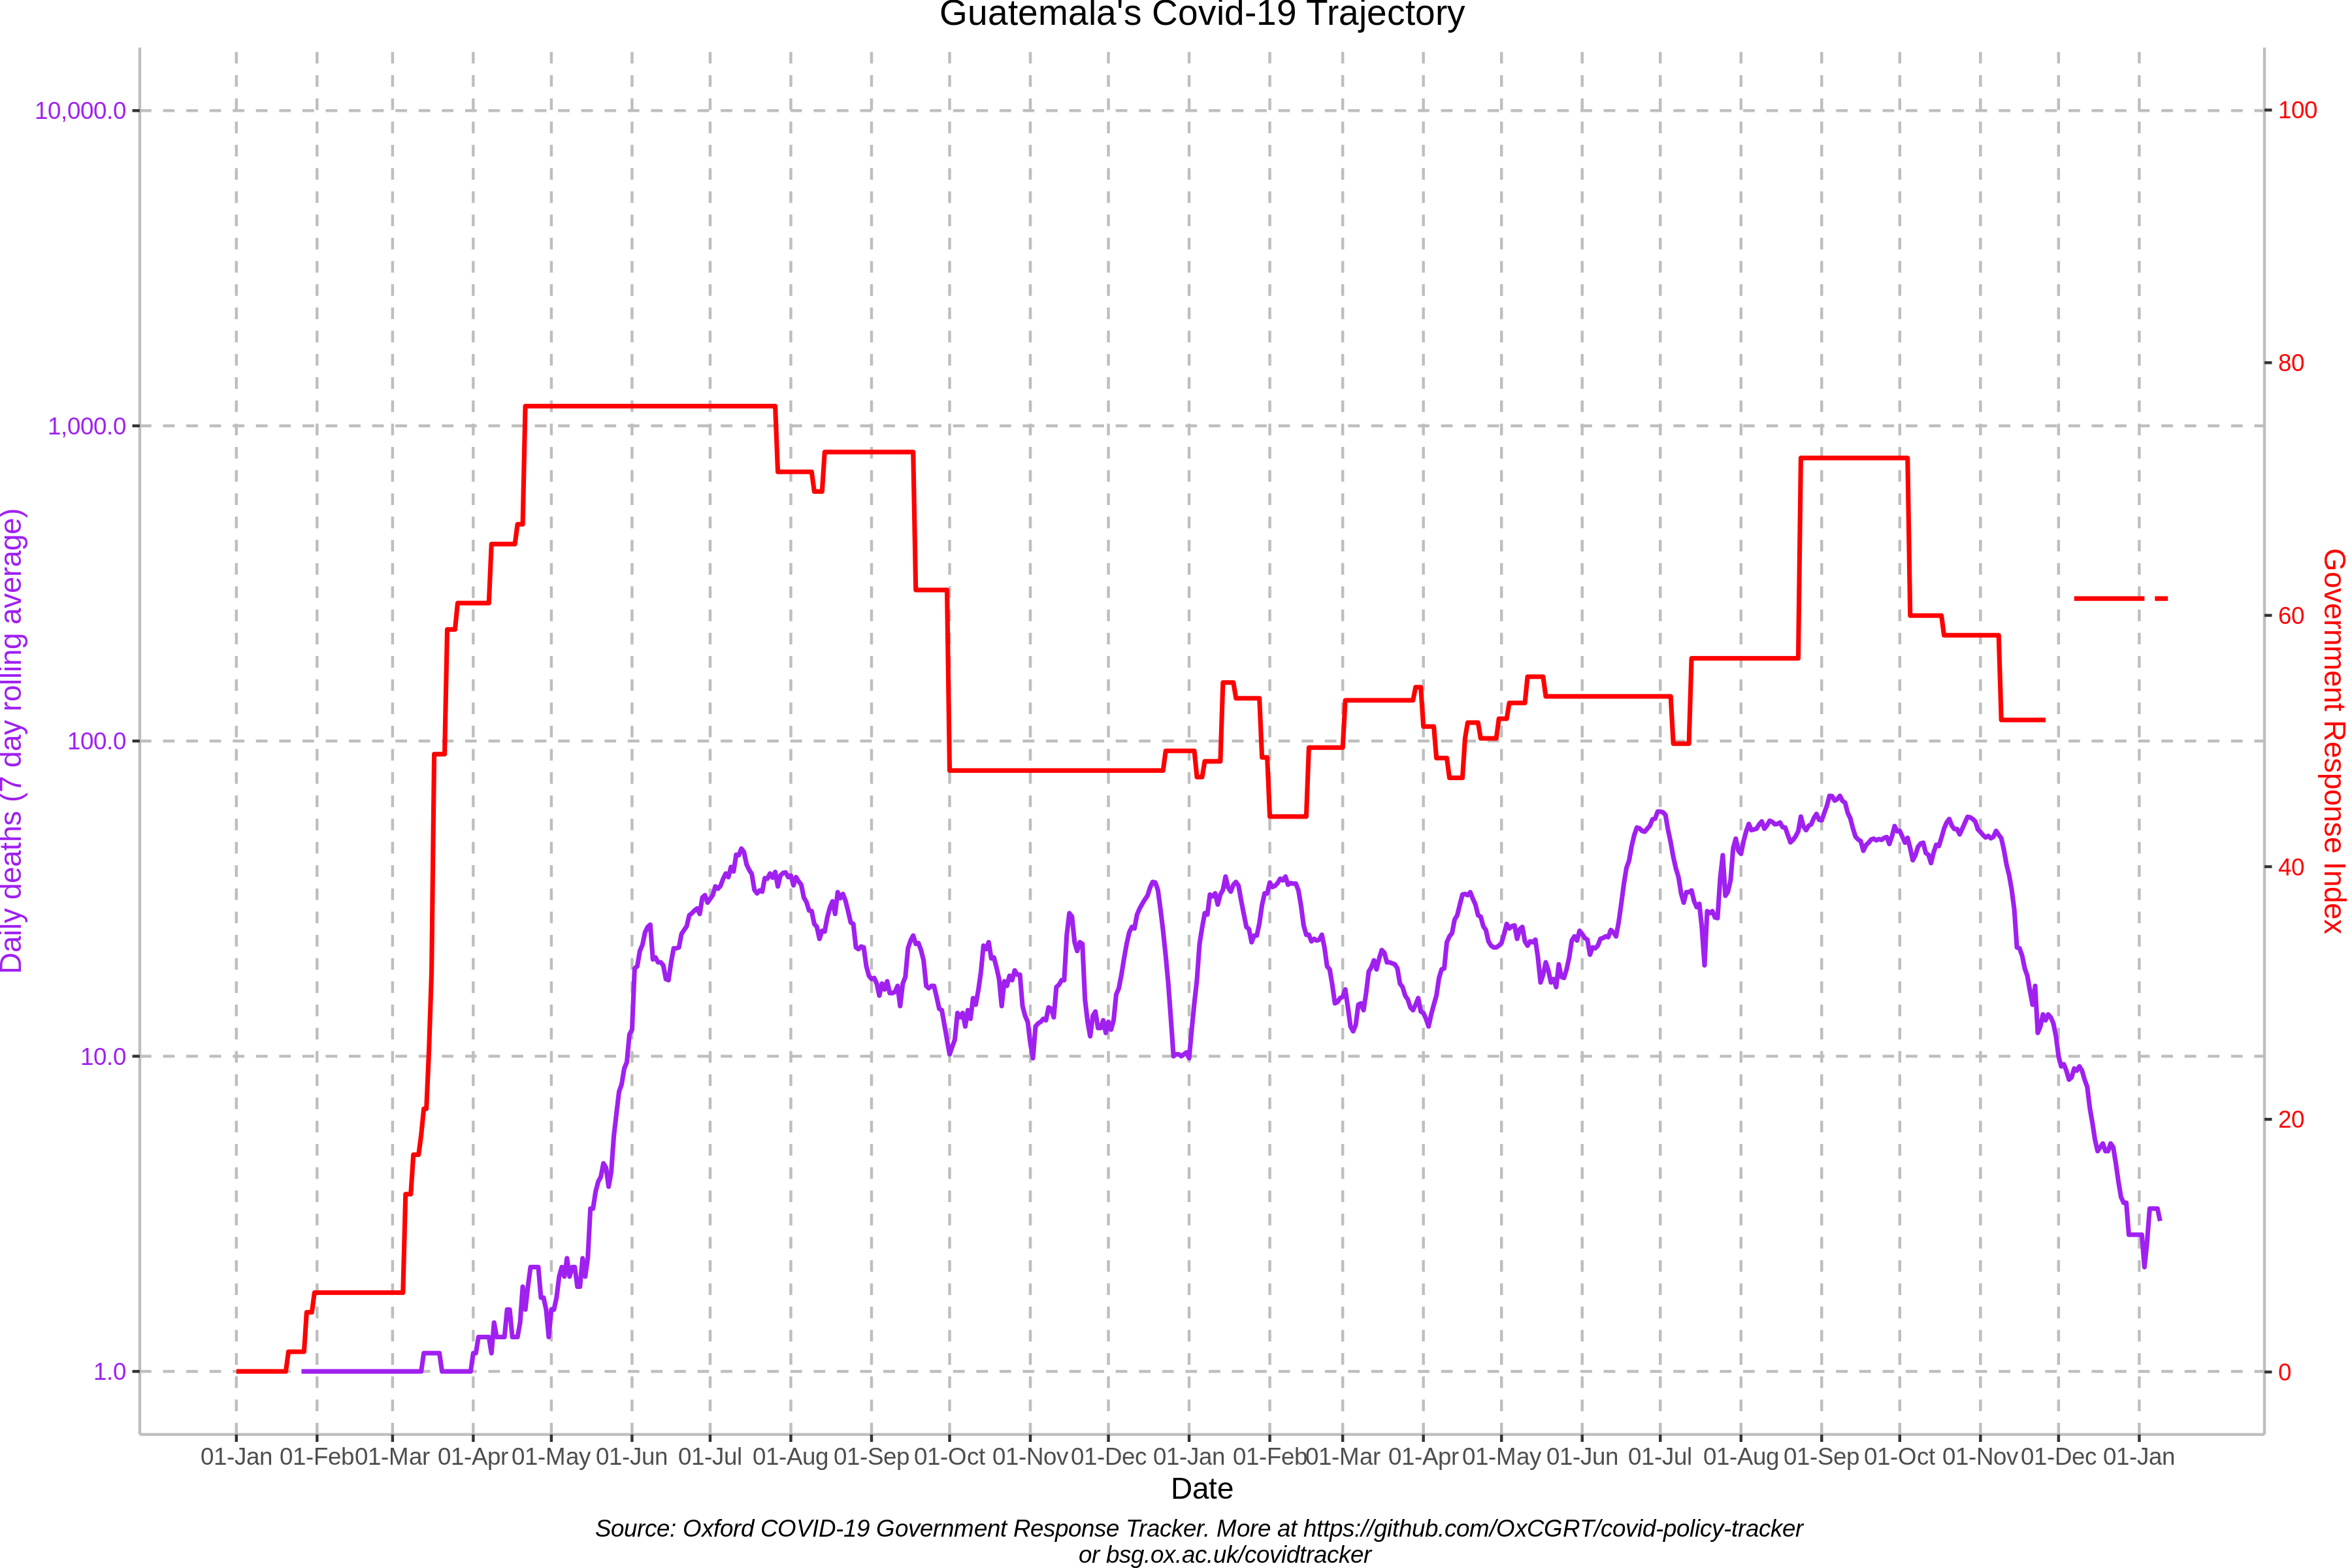 Guatemala's Covid-19 Trajectory
10,000.0
1,000.0
100.0
10.0
1.0
Daily deaths (7 day rolling average)
100
80
60
40
20
0
Government Response Index
01-Jan 01-Feb 01-Mar 01-Apr 01-May 01-Jun 01-Jul 01-Aug 01-Sep 01-Oct 01-Nov 01-Dec 01-Jan 01-Feb 01-Mar 01-Apr 01-May 01-Jun 01-Jul 01-Aug 01-Sep 01-Oct 01-Nov 01-Dec 01-Jan
Date
Source: Oxford COVID-19 Government Response Tracker. More at https://github.com/OxCGRT/covid-policy-tracker
or bsg.ox.ac.uk/covidtracker